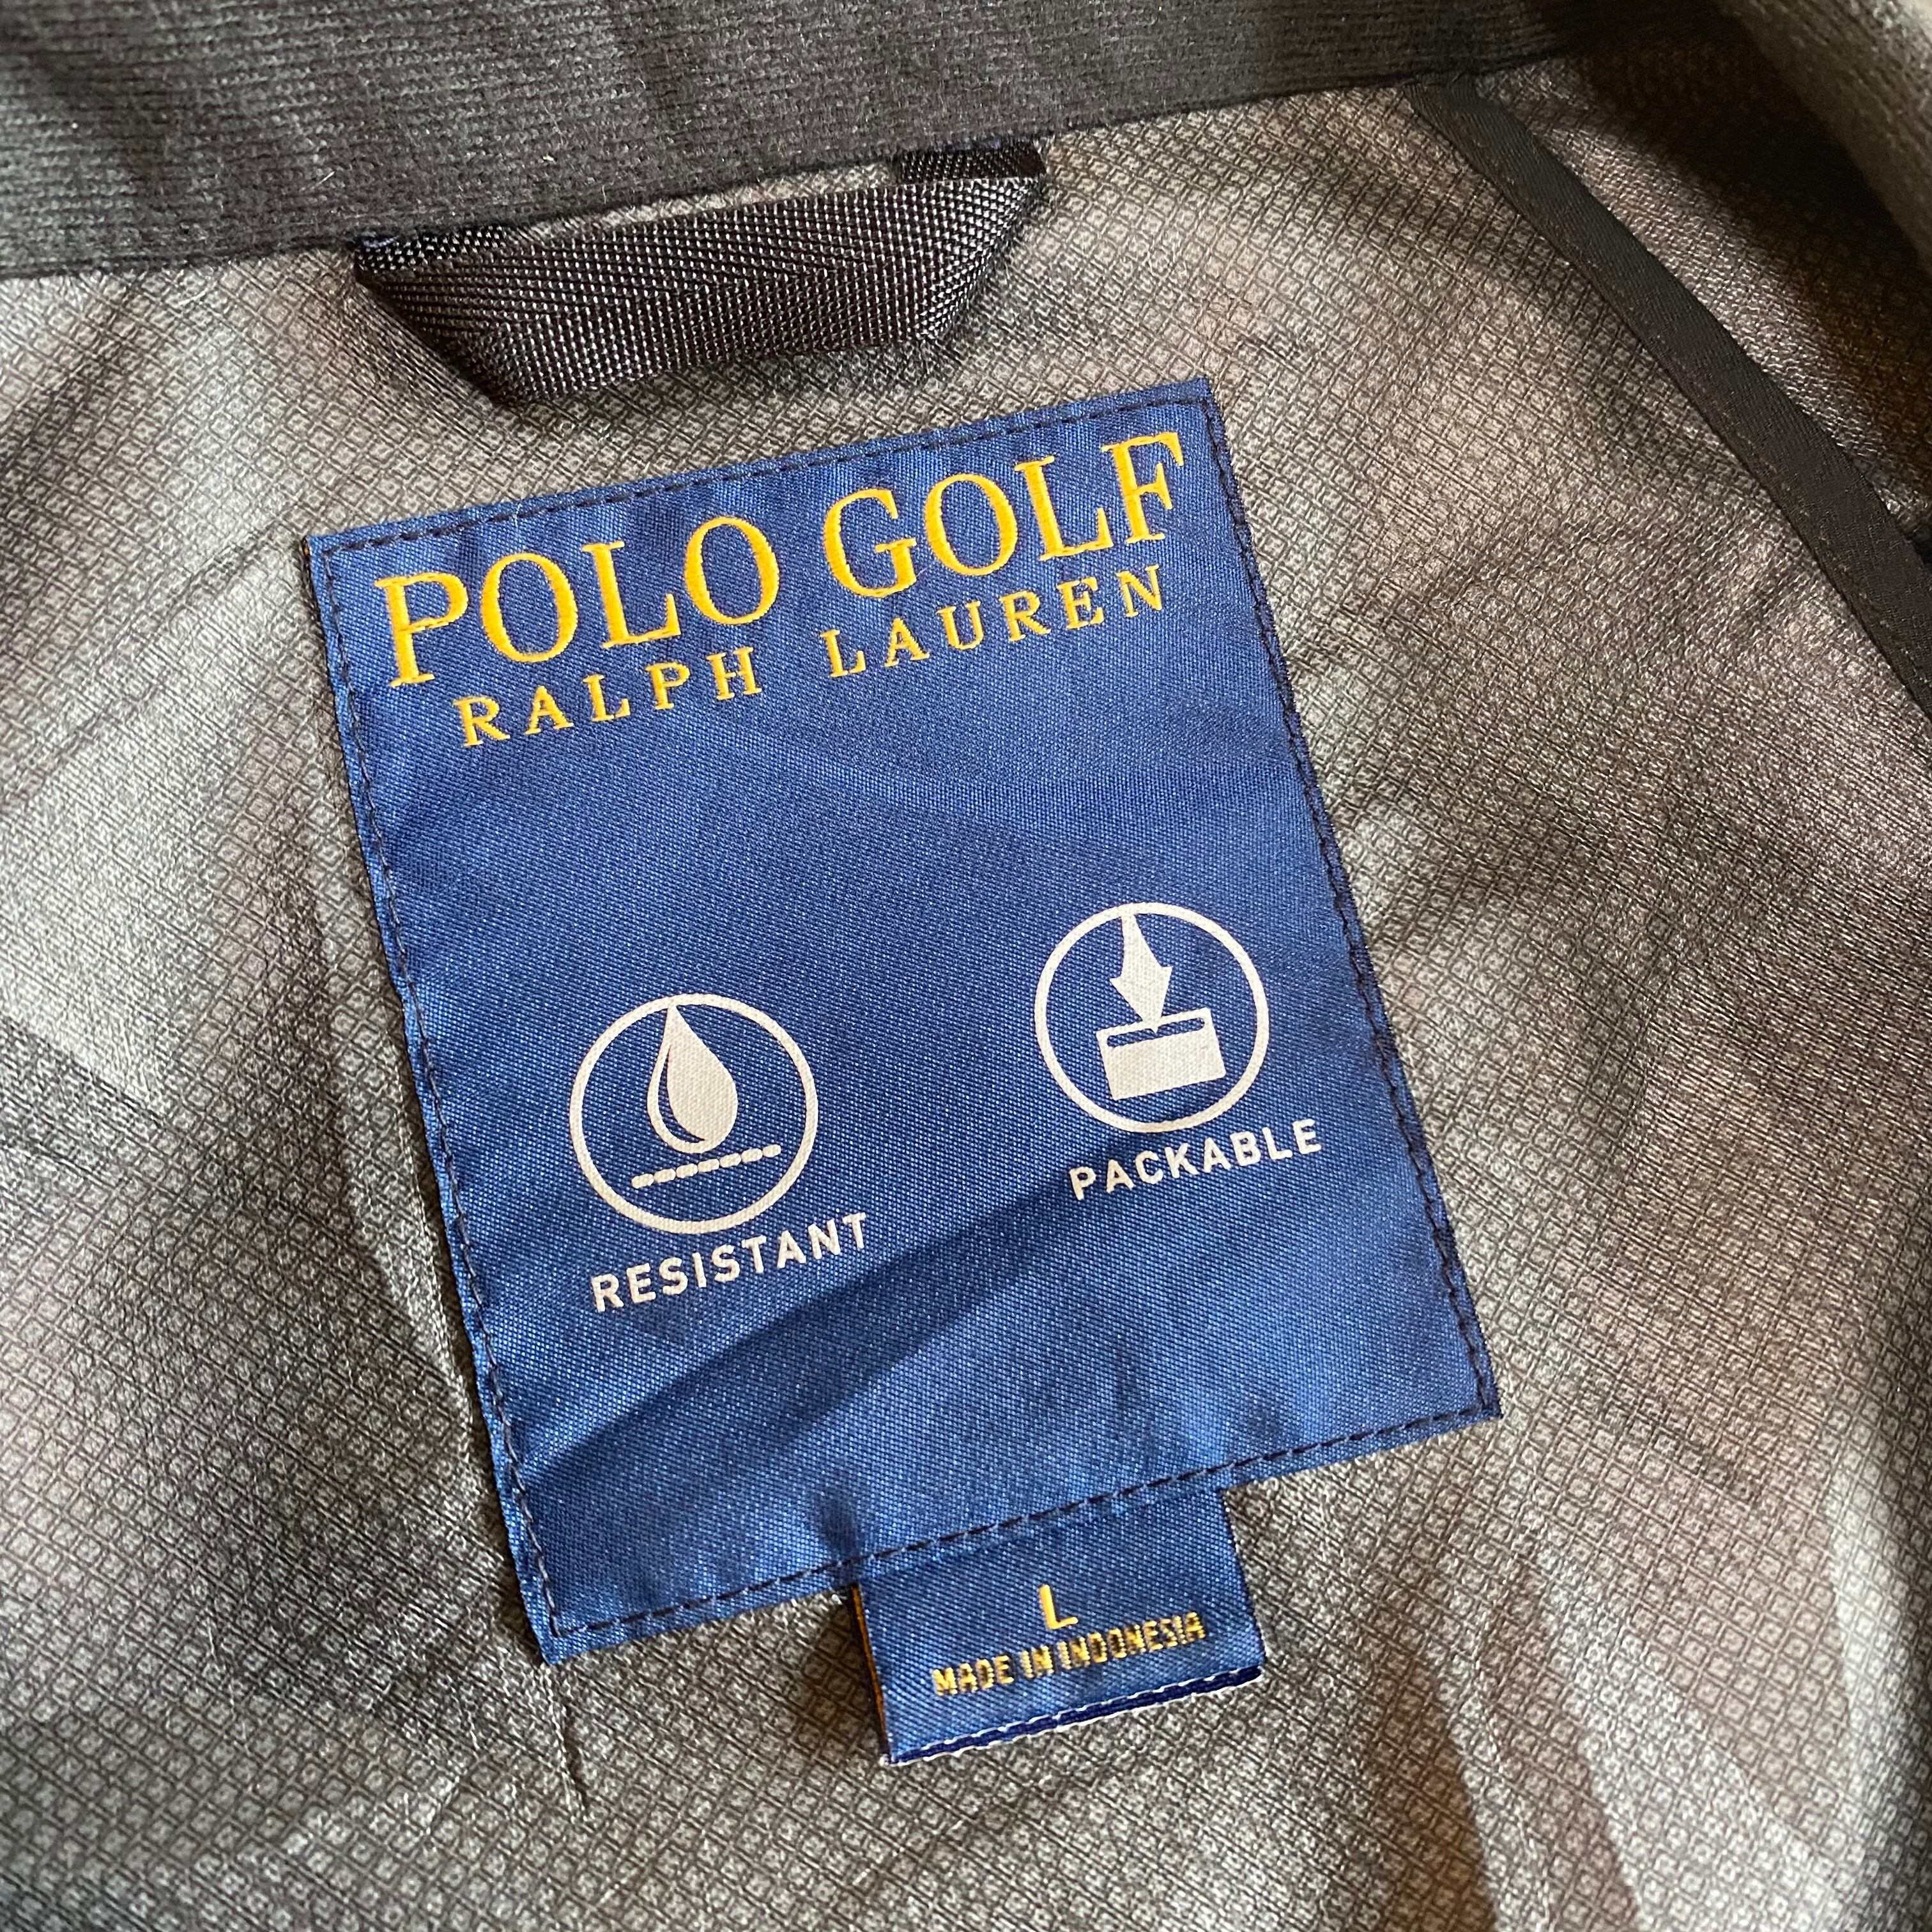 POLO GOLF
RALPH LAUREN
RESISTANT
PACKABLE
L
MADE IN INDONESIA